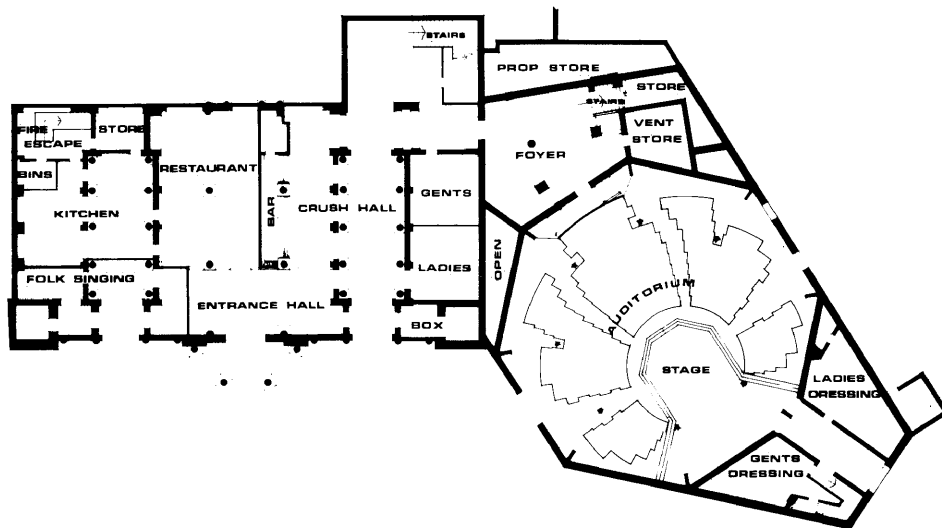 STAIRS
PROP STORE
STORE
STAIRS
VENT
STORE
FOYER
FIRE
ESCAPE
STORE
BINS
RESTAURANT
KITCHEN
BAR
CRUSH HALL
GENTS
LADIES
OPEN
FOLK SINGING
ENTRANCE HALL
BOX
AUDITORIUM
STAGE
LADIES
DRESSING
GENTS
DRESSING